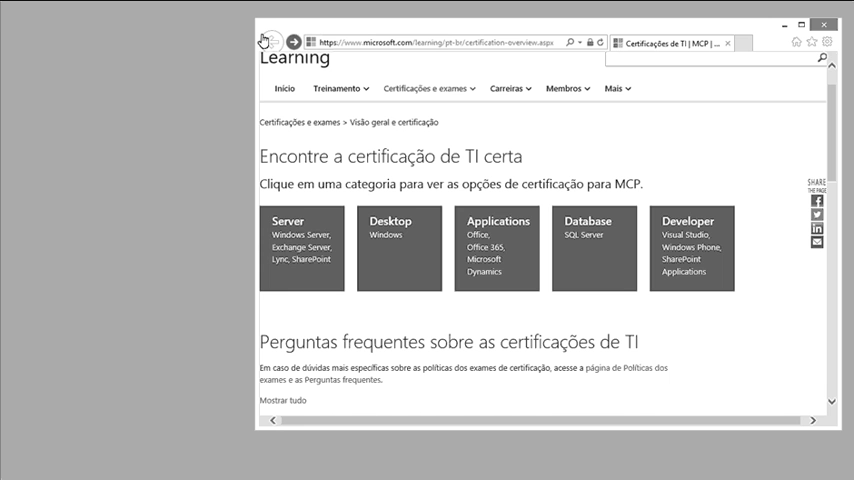 https://www.microsoft.com/learning/pt-br/certification-overview.aspx
Certificações de TI | MCP | ...
Learning
Início Treinamento Certificações e exames Carreiras Membros Mais
Certificações e exames > Visão geral e certificação
Encontre a certificação de TI certa
Clique em uma categoria para ver as opções de certificação para MCP.
SHARE
THE PAGE
Server
Windows Server,
Exchange Server,
Lync, SharePoint
Desktop
Windows
Applications
Office,
Office 365,
Microsoft
Dynamics
Database
SQL Server
Developer
Visual Studio,
Windows Phone,
SharePoint
Applications
Perguntas frequentes sobre as certificações de TI
Em caso de dúvidas mais específicas sobre as políticas dos exames de certificação, acesse a página de Políticas dos
exames e as Perguntas frequentes.
Mostrar tudo